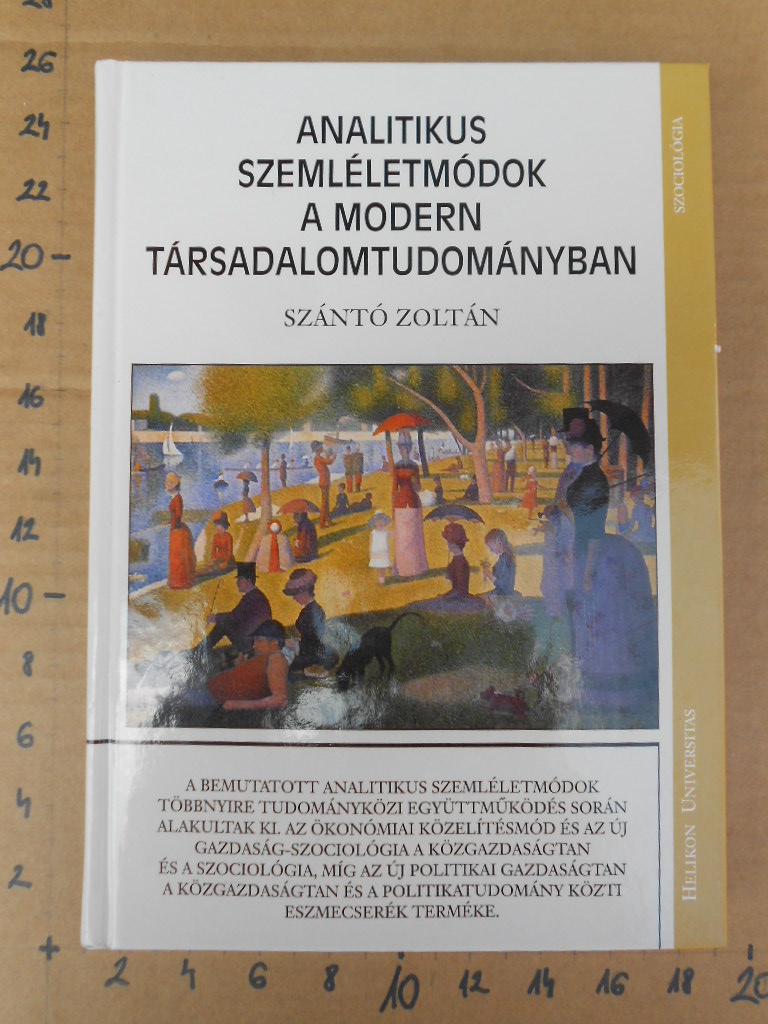 28
26
24
22
20
18
16
14
12
10
8
6
4
2
+
2
4
6
8
10
12
14
16
18
20
ANALITIKUS
SZEMLÉLETMÓDOK
A MODERN
TÁRSADALOMTUDOMÁNYBAN
SZÁNTÓ ZOLTÁN
A BEMUTATOTT ANALITIKUS SZEMLÉLETMÓDOK
TÖBBNYIRE TUDOMÁNYKÖZI EGYÜTTMŰKÖDÉS SORÁN
ALAKULTAK KI. AZ ÖKONÓMIAI KÖZELÍTÉSMÓD ÉS AZ ÚJ
GAZDASÁG-SZOCIOLÓGIA A KÖZGAZDASÁGTAN
ÉS A SZOCIOLÓGIA, MÍG AZ ÚJ POLITIKAI GAZDASÁGTAN
A KÖZGAZDASÁGTAN ÉS A POLITIKATUDOMÁNY KÖZTI
ESZMECSERÉK TERMÉKE.
SZOCIOLÓGIA
HELIKON UNIVERSITAS